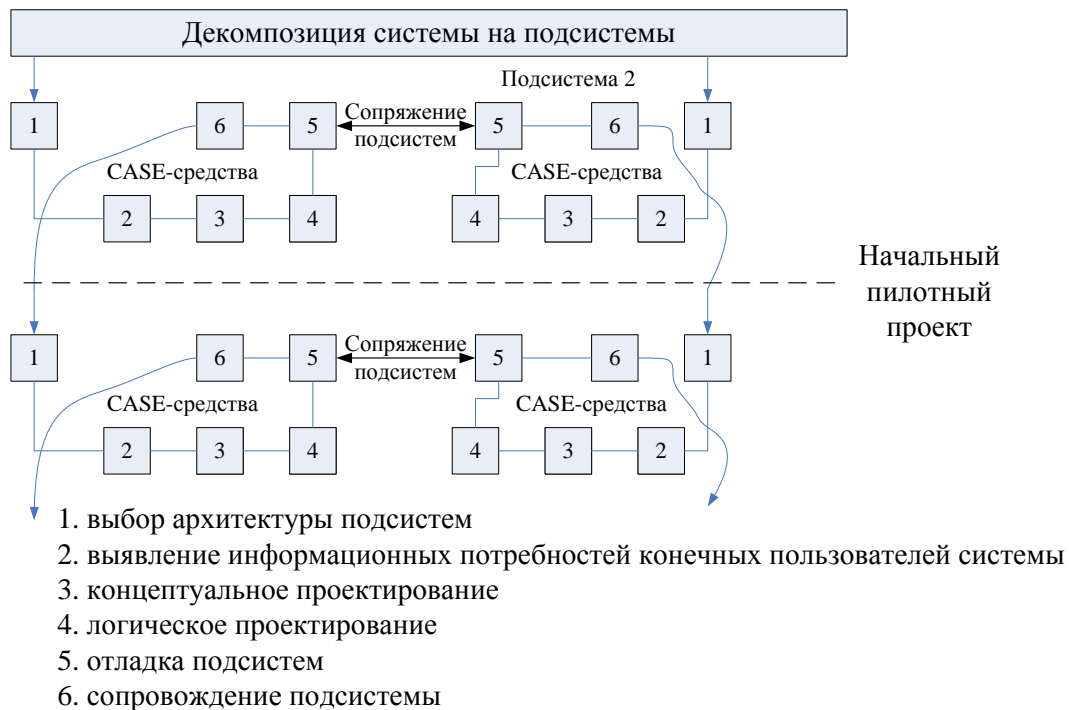 Декомпозиция системы на подсистемы
Подсистема 2
1
6
5
Сопряжение
подсистем
5
6
1
CASE-средства
CASE-средства
2
3
4
4
3
2
Начальный
пилотный
проект
1
6
5
Сопряжение
подсистем
5
6
1
CASE-средства
CASE-средства
2
3
4
4
3
2
1. выбор архитектуры подсистем
2. выявление информационных потребностей конечных пользователей системы
3. концептуальное проектирование
4. логическое проектирование
5. отладка подсистем
6. сопровождение подсистемы